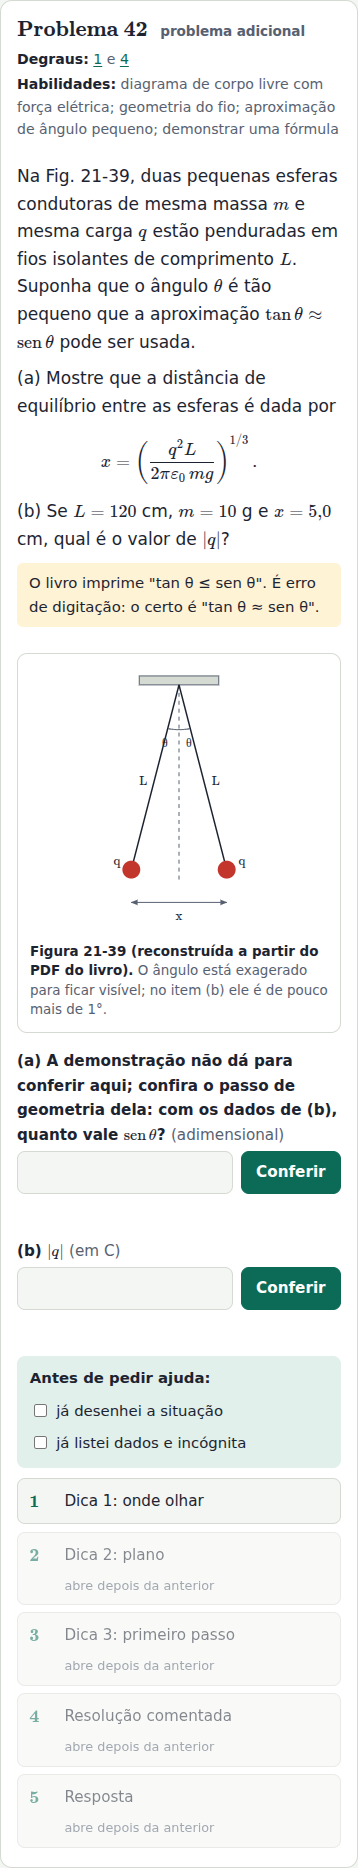 Problema 42 problema adicional
Degraus: 1 e 4
Habilidades: diagrama de corpo livre com
força elétrica; geometria do fio; aproximação
de ângulo pequeno; demonstrar uma fórmula
Na Fig. 21-39, duas pequenas esferas
condutoras de mesma massa m e
mesma carga q estão penduradas em
fios isolantes de comprimento L.
Suponha que o ângulo θ é tão
pequeno que a aproximação tan θ ≈
sen θ pode ser usada.
(a) Mostre que a distância de
equilíbrio entre as esferas é dada por
x = (q²L / 2πε₀ mg)^1/3 .
(b) Se L = 120 cm, m = 10 g e x = 5,0
cm, qual é o valor de |q|?
O livro imprime "tan θ ≤ sen θ". É erro
de digitação: o certo é "tan θ ≈ sen θ".
θ θ
L L
q q
x
Figura 21-39 (reconstruída a partir do
PDF do livro). O ângulo está exagerado
para ficar visível; no item (b) ele é de pouco
mais de 1°.
(a) A demonstração não dá para
conferir aqui; confira o passo de
geometria dela: com os dados de (b),
quanto vale sen θ? (adimensional)
Conferir
(b) |q| (em C)
Conferir
Antes de pedir ajuda:
já desenhei a situação
já listei dados e incógnita
1 Dica 1: onde olhar
2 Dica 2: plano
abre depois da anterior
3 Dica 3: primeiro passo
abre depois da anterior
4 Resolução comentada
abre depois da anterior
5 Resposta
abre depois da anterior